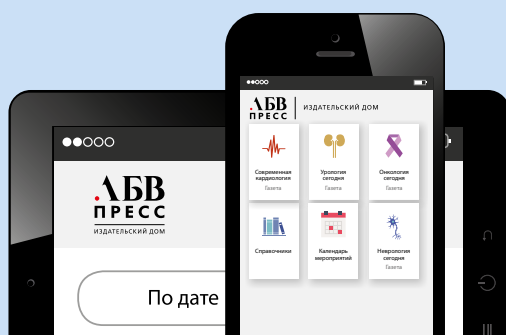 АБВ
ПРЕСС
ИЗДАТЕЛЬСКИЙ ДОМ
По дате
АБВ
ПРЕСС
ИЗДАТЕЛЬСКИЙ ДОМ
Современная
кардиология
Газета
Урология
сегодня
Газета
Онкология
сегодня
Газета
Справочники
Календарь
мероприятий
Неврология
сегодня
Газета